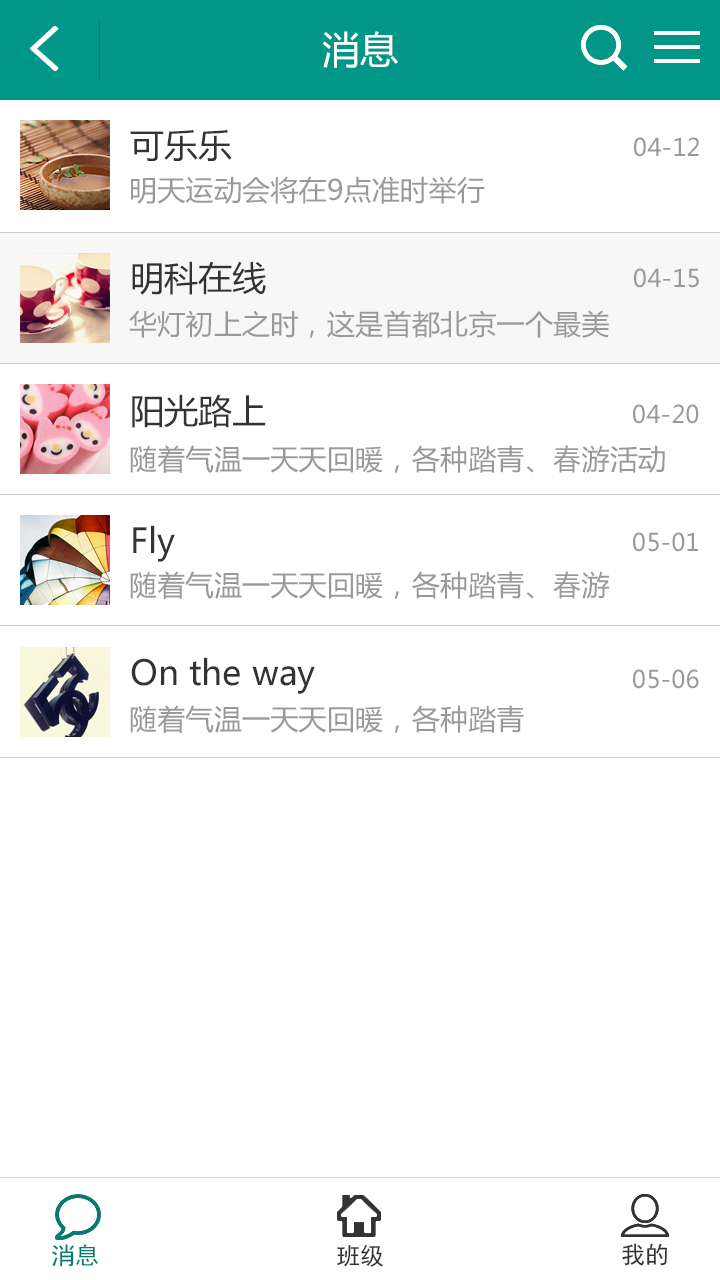 消息
可乐乐
04-12
明天运动会将在9点准时举行
明科在线
04-15
华灯初上之时，这是首都北京一个最美
阳光路上
04-20
随着气温一天天回暖，各种踏青、春游活动
Fly
05-01
随着气温一天天回暖，各种踏青、春游
On the way
05-06
随着气温一天天回暖，各种踏青
消息
班级
我的